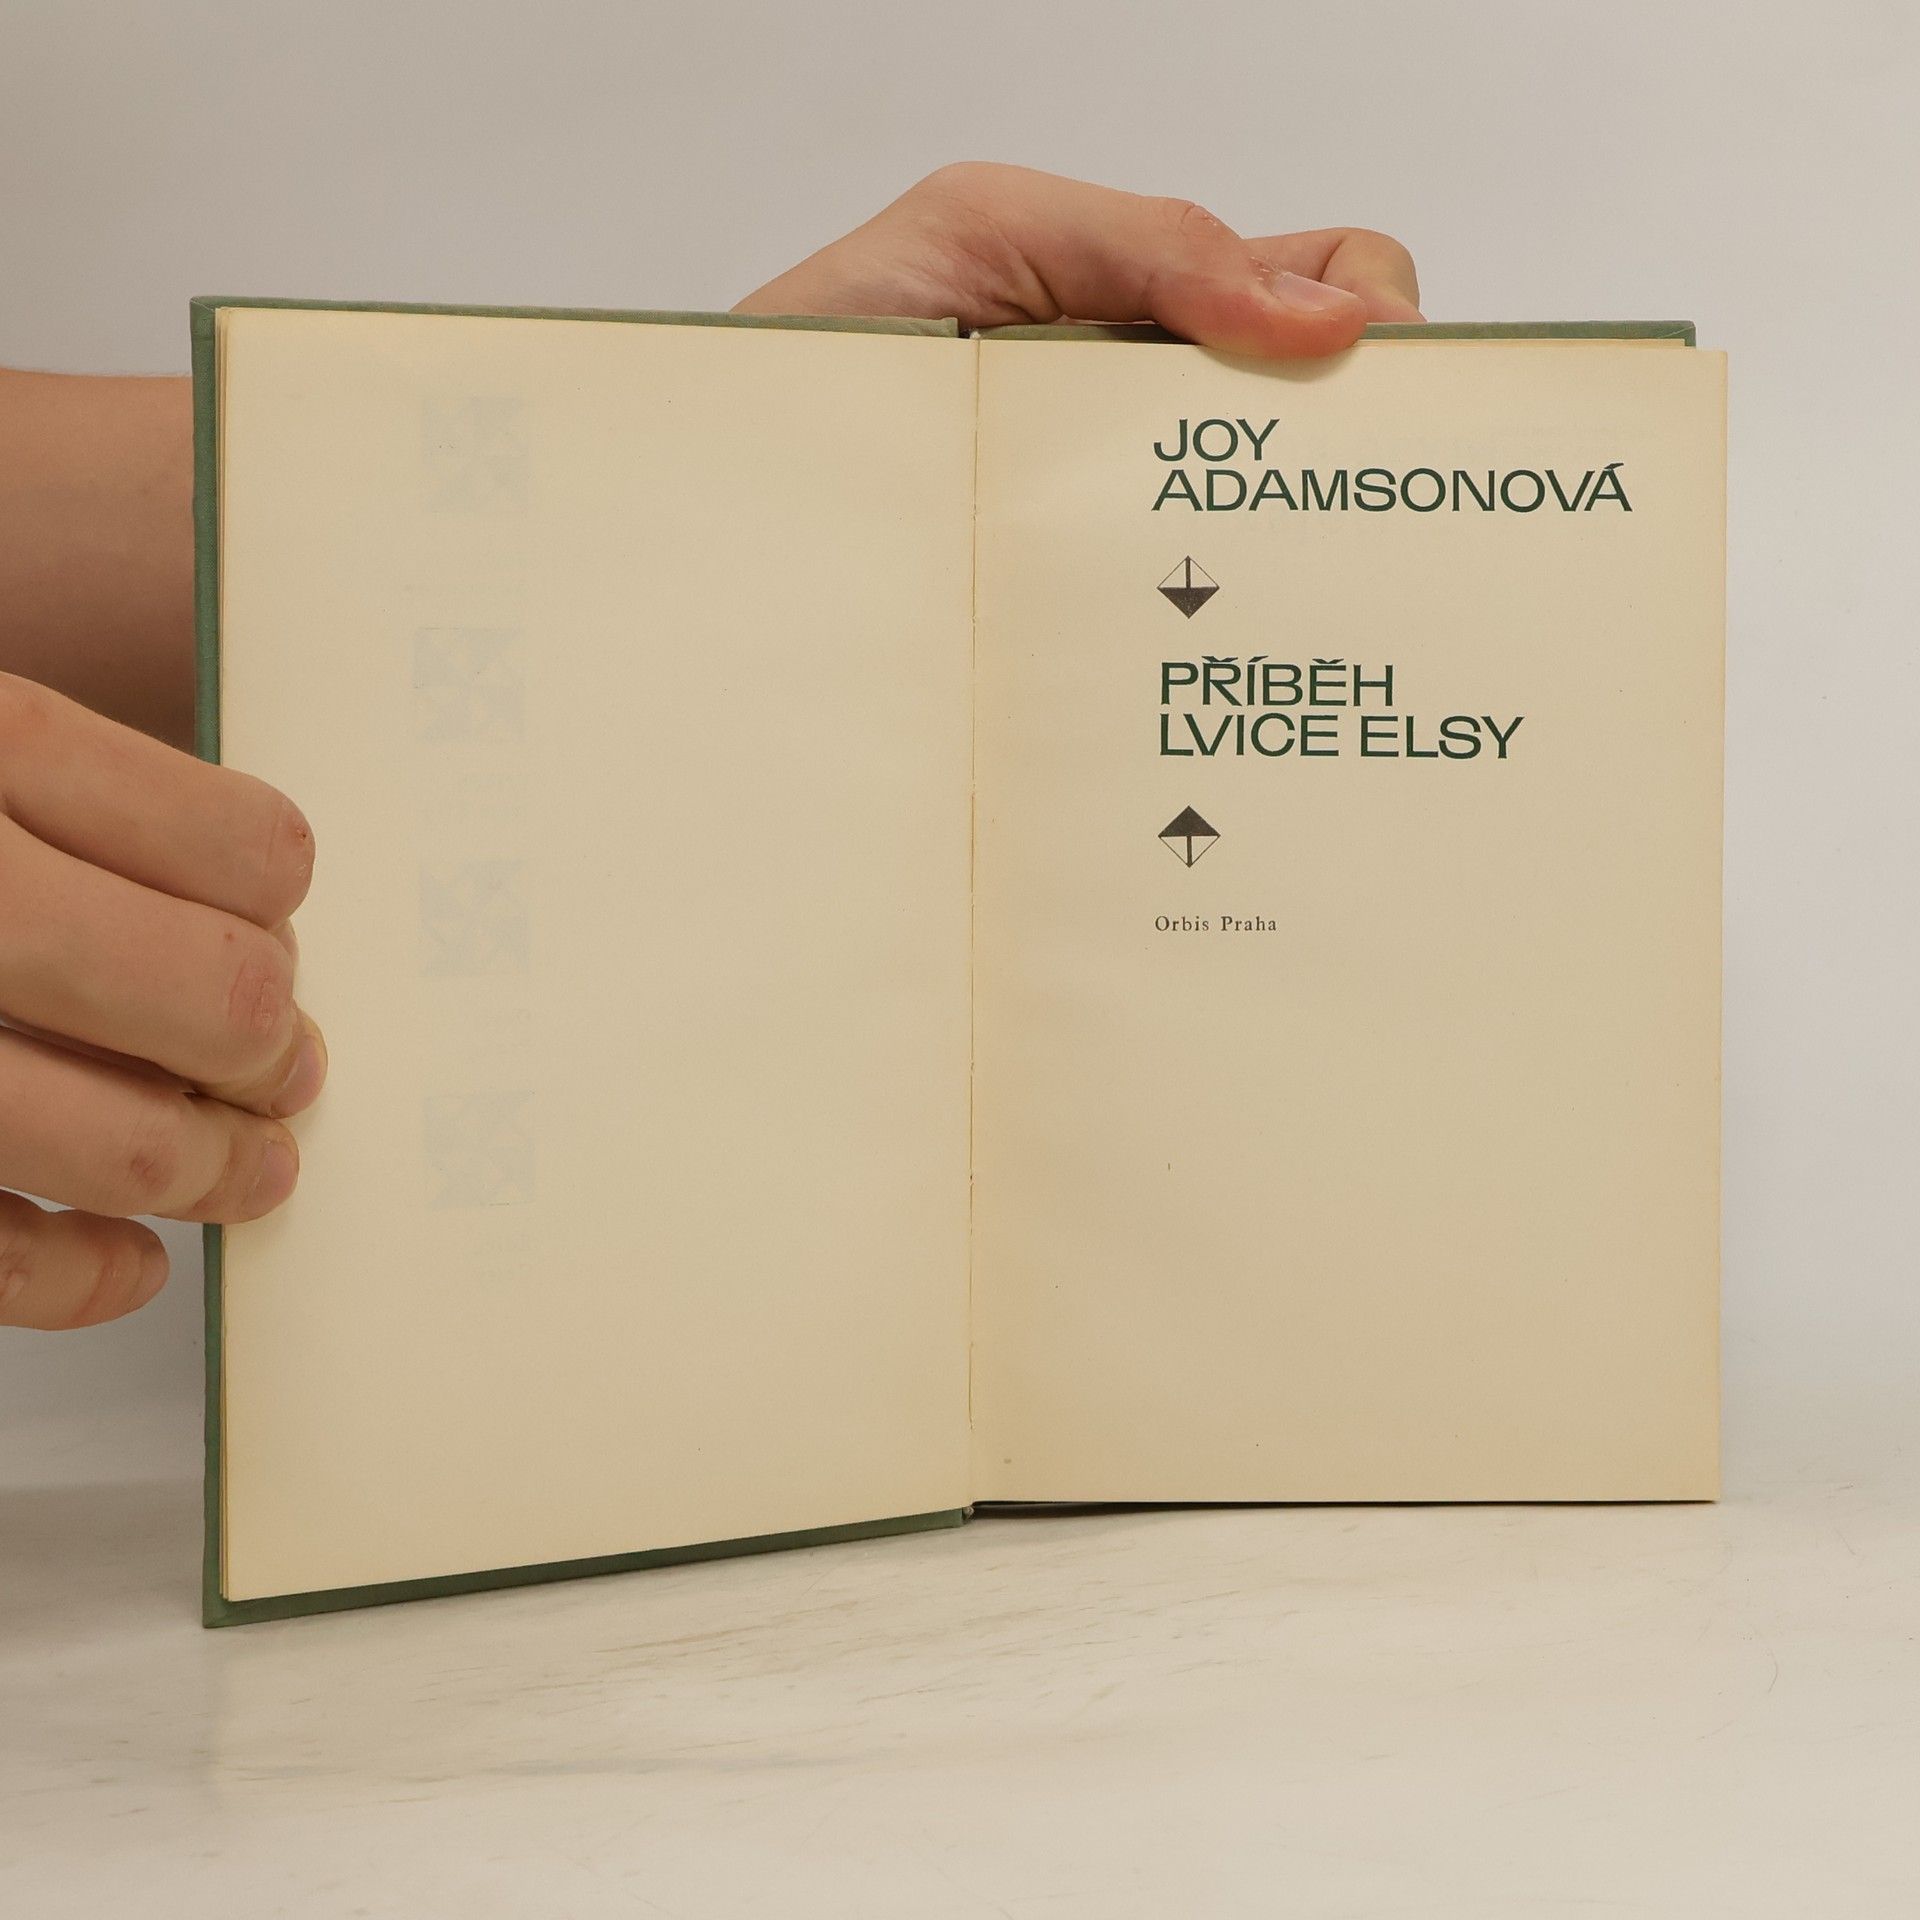 JOY
ADAMSONOVÁ
PŘÍBĚH
LVICE ELSY
Orbis Praha